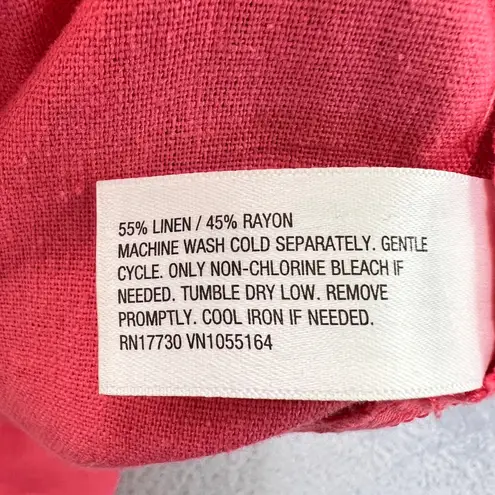 55% LINEN / 45% RAYON
MACHINE WASH COLD SEPARATELY. GENTLE
CYCLE. ONLY NON-CHLORINE BLEACH IF
NEEDED. TUMBLE DRY LOW. REMOVE
PROMPTLY. COOL IRON IF NEEDED.
RN17730 VN1055164